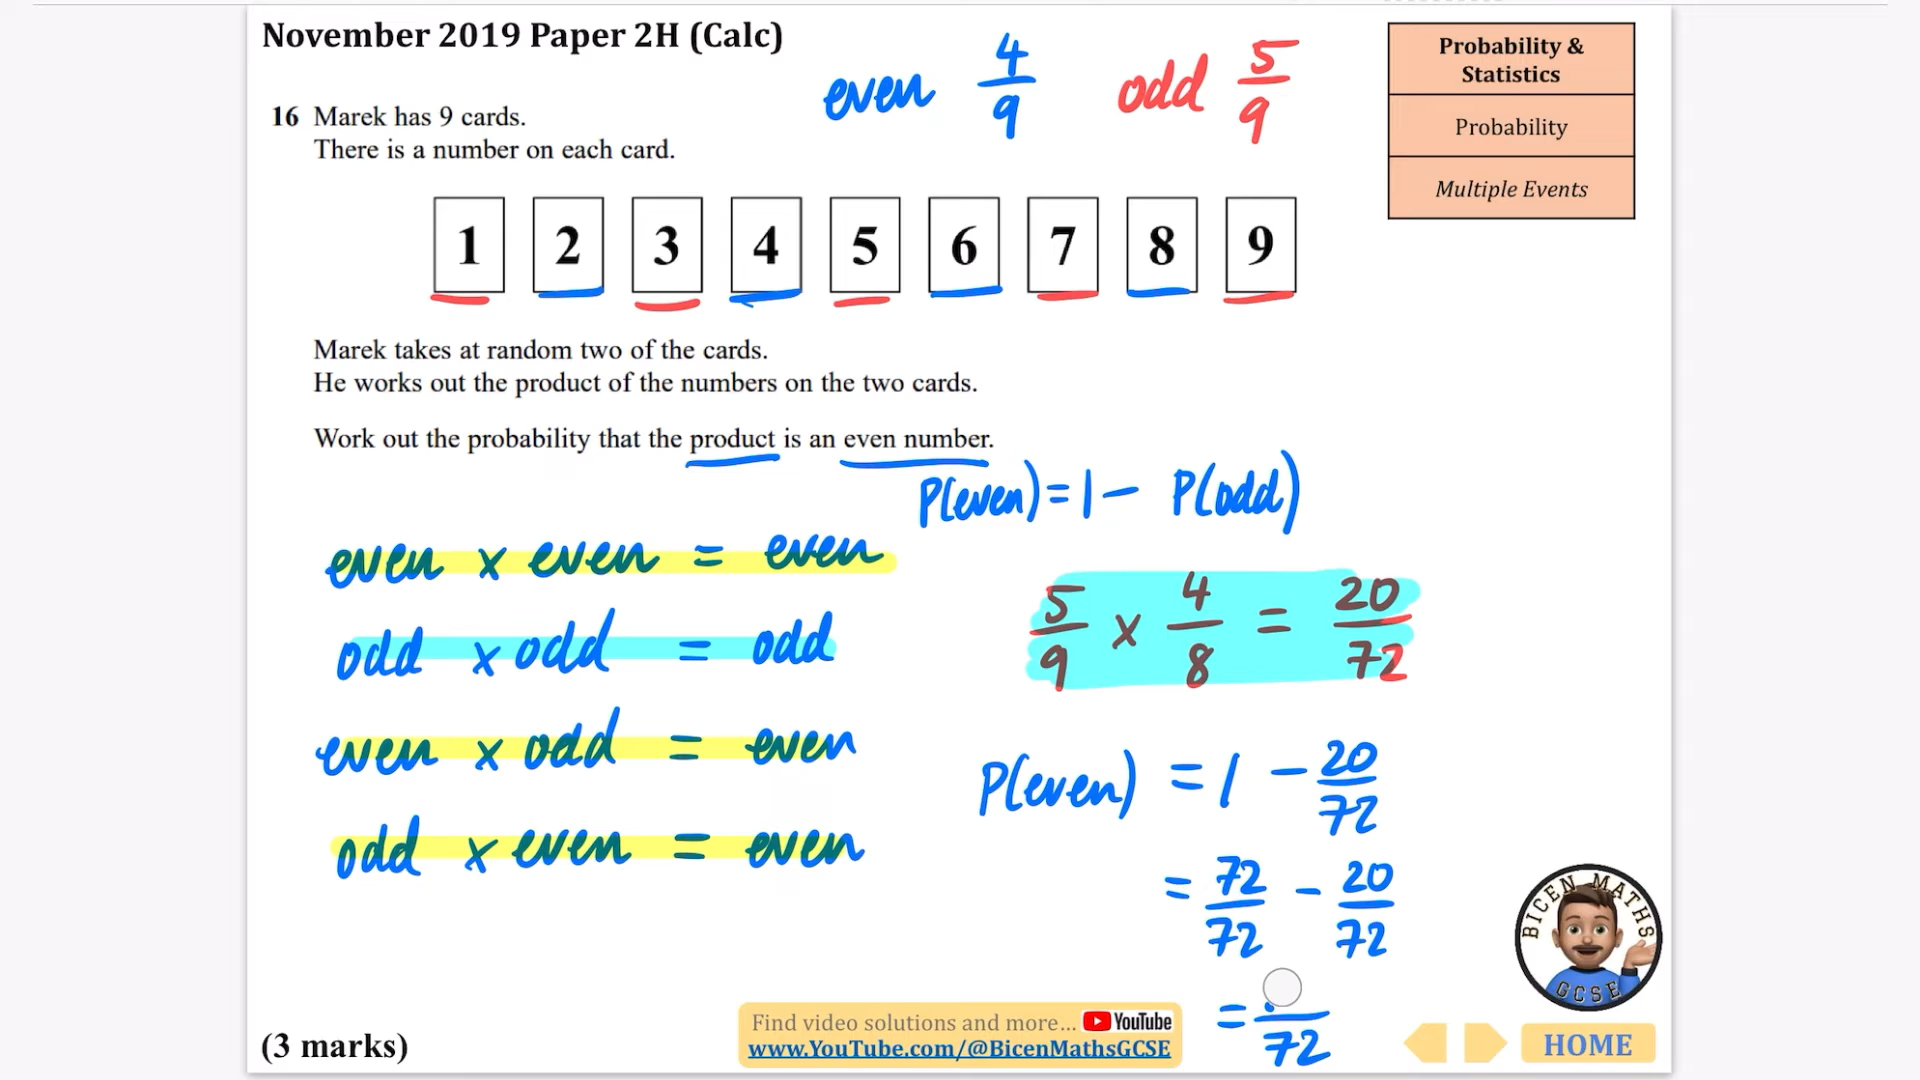 November 2019 Paper 2H (Calc)
even 4/9 odd 5/9
Probability &
Statistics
Probability
Multiple Events
16 Marek has 9 cards.
There is a number on each card.
1 2 3 4 5 6 7 8 9
Marek takes at random two of the cards.
He works out the product of the numbers on the two cards.
Work out the probability that the product is an even number.
P(even) = 1 - P(odd)
even x even = even
odd x odd = odd
even x odd = even
odd x even = even
5/9 x 4/8 = 20/72
P(even) = 1 - 20/72
= 72/72 - 20/72
= /72
(3 marks)
Find video solutions and more... YouTube
www.YouTube.com/@BicenMathsGCSE
BICEN MATHS
GCSE
HOME